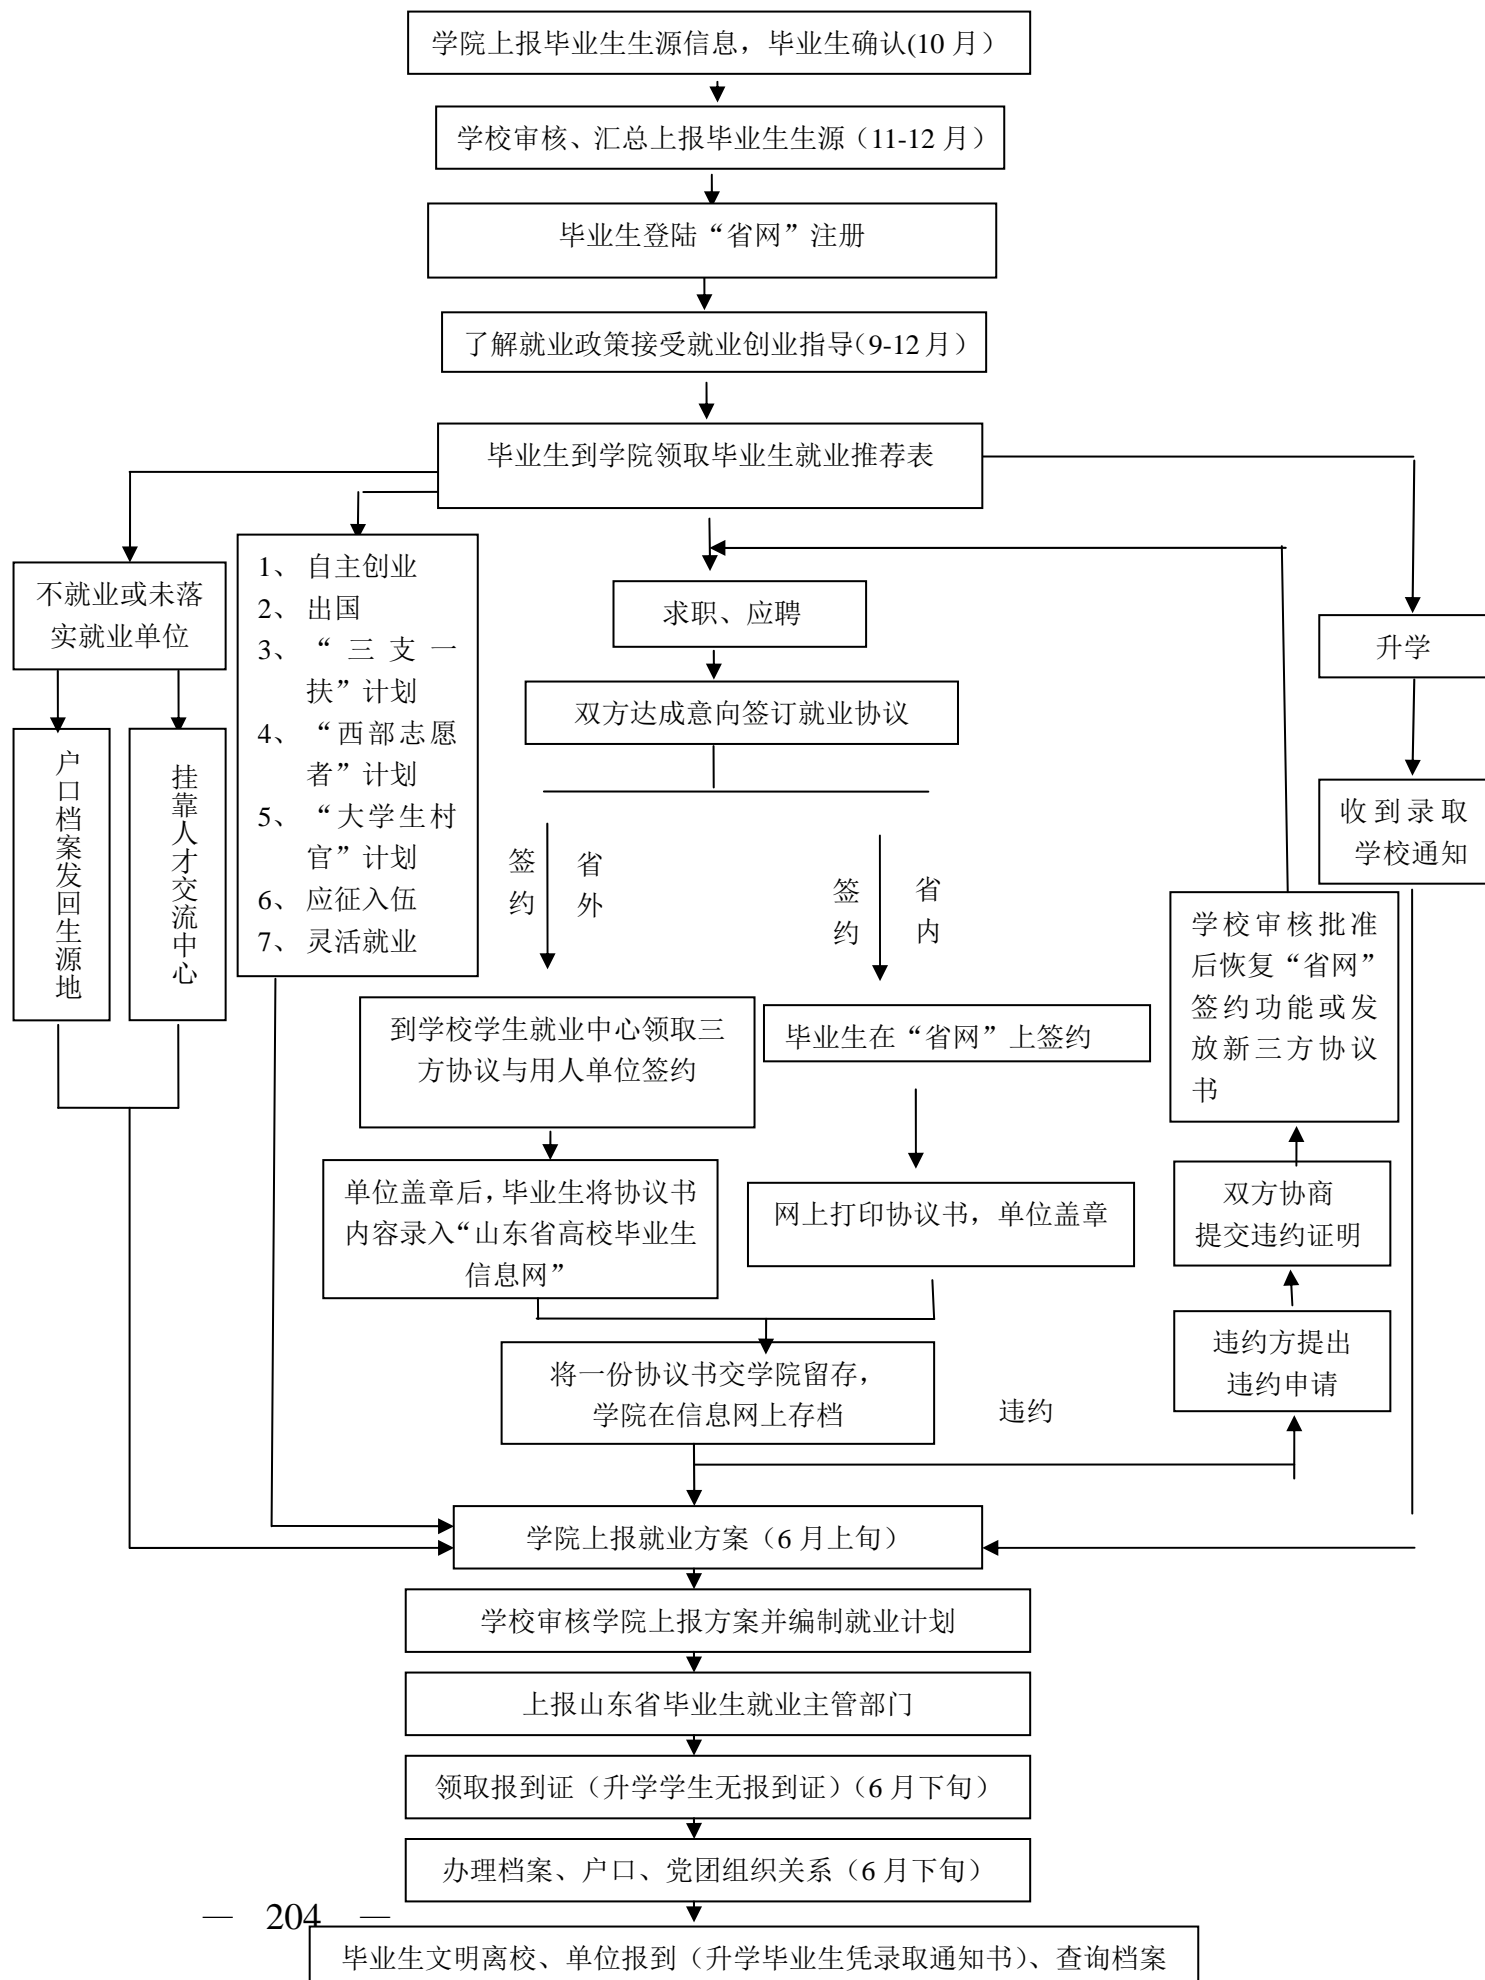 学院上报毕业生生源信息，毕业生确认(10 月）
学校审核、汇总上报毕业生生源（11-12 月）
毕业生登陆“省网”注册
了解就业政策接受就业创业指导（9-12 月）
毕业生到学院领取毕业生就业推荐表
不就业或未落
实就业单位
户口档案发回生源地
挂靠人才交流中心
1、 自主创业
2、 出国
3、 “三支一
扶”计划
4、 “西部志愿
者”计划
5、 “大学生村
官”计划
6、 应征入伍
7、 灵活就业
求职、应聘
双方达成意向签订就业协议
签约
省外
签约
省内
到学校学生就业中心领取三
方协议与用人单位签约
毕业生在“省网”上签约
单位盖章后，毕业生将协议书
内容录入“山东省高校毕业生
信息网”
网上打印协议书，单位盖章
将一份协议书交学院留存，
学院在信息网上存档
违约
违约方提出
违约申请
双方协商
提交违约证明
学校审核批准
后恢复“省网”
签约功能或发
放新三方协议
书
升学
收到录取
学校通知
学院上报就业方案（6 月上旬）
学校审核学院上报方案并编制就业计划
上报山东省毕业生就业主管部门
领取报到证（升学学生无报到证）（6 月下旬）
办理档案、户口、党团组织关系（6 月下旬）
— 204 —
毕业生文明离校、单位报到（升学毕业生凭录取通知书）、查询档案